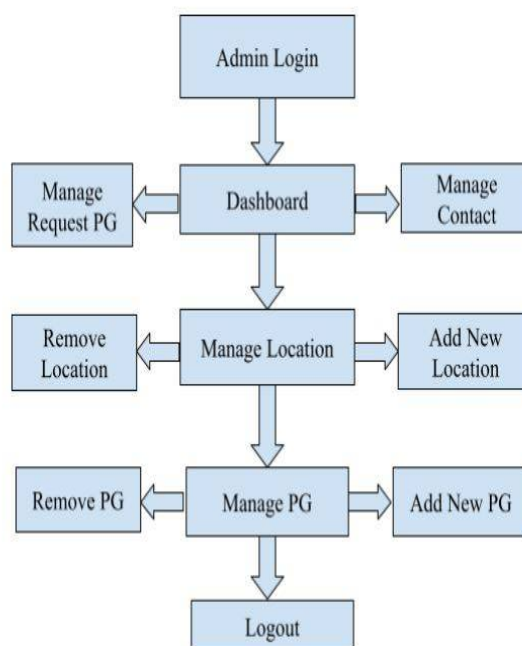 Admin Login
Manage
Request PG
Dashboard
Manage
Contact
Remove
Location
Manage Location
Add New
Location
Remove PG
Manage PG
Add New PG
Logout